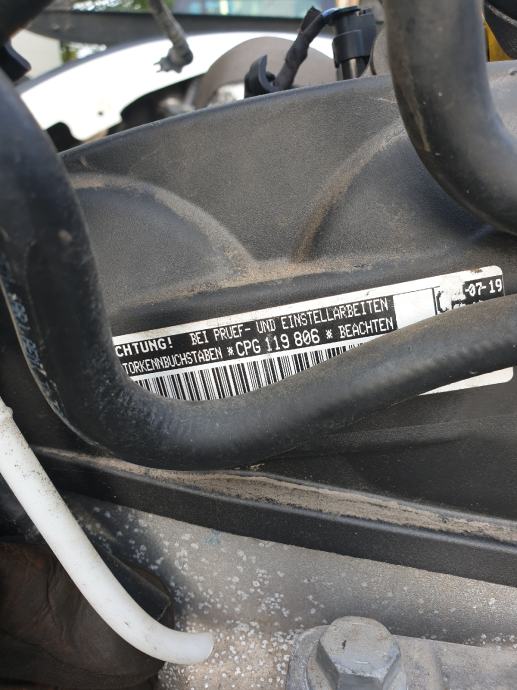 CHTUNG! BEI PRUEF- UND EINSTELLARBEITEN
TORKENNBUCHSTABEN *CPG 119 806 * BEACHTEN
-07-19